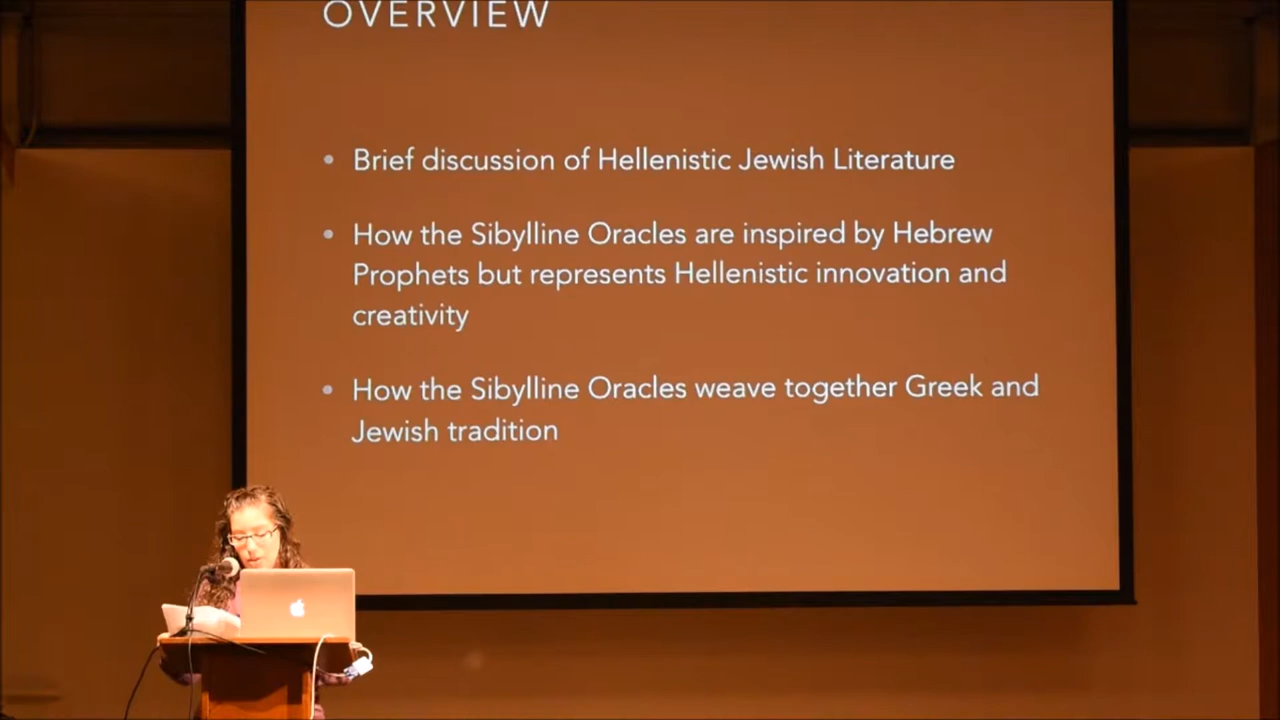 OVERVIEW
• Brief discussion of Hellenistic Jewish Literature
• How the Sibylline Oracles are inspired by Hebrew
Prophets but represents Hellenistic innovation and
creativity
• How the Sibylline Oracles weave together Greek and
Jewish tradition